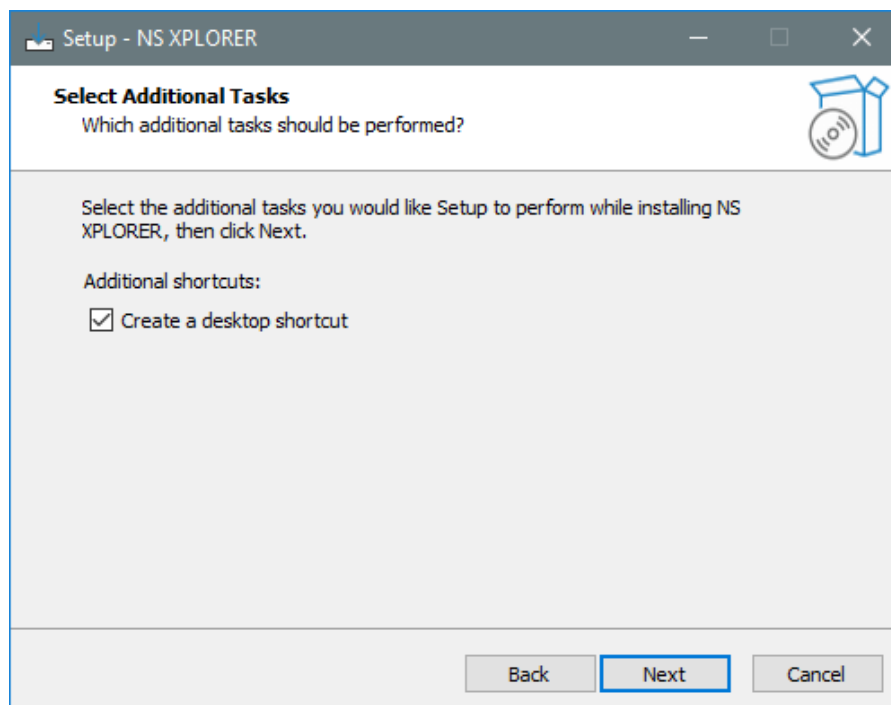 Setup - NS XPLORER
Select Additional Tasks
Which additional tasks should be performed?
Select the additional tasks you would like Setup to perform while installing NS
XPLORER, then click Next.
Additional shortcuts:
Create a desktop shortcut
Back Next Cancel